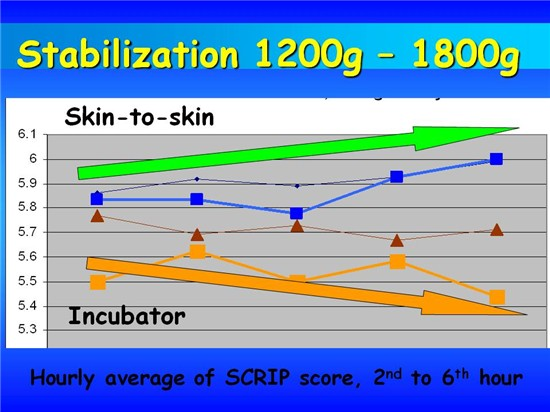 Stabilization 1200g – 1800g
Skin-to-skin
6.1
6
5.9
5.8
5.7
5.6
5.5
5.4
5.3
Incubator
Hourly average of SCRIP score, 2nd to 6th hour